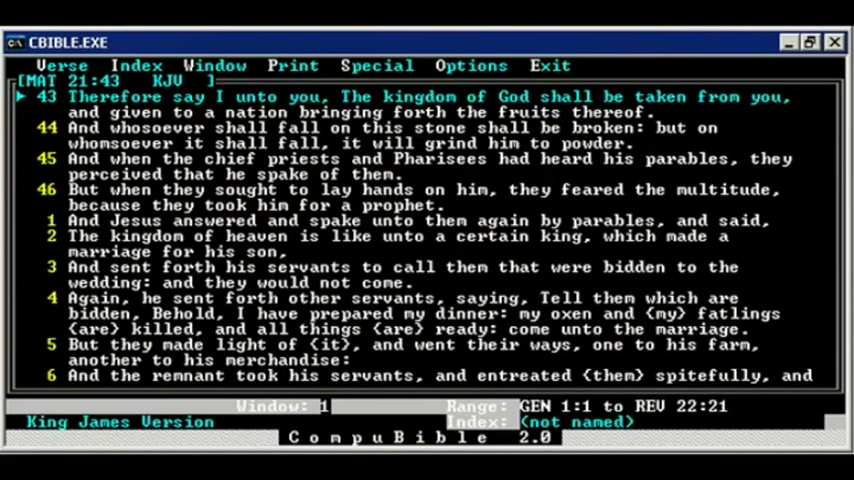 CBIBLE.EXE
Verse Index Window Print Special Options Exit
[MAT 21:43 KJV ]
43 Therefore say I unto you, The kingdom of God shall be taken from you,
and given to a nation bringing forth the fruits thereof.
44 And whosoever shall fall on this stone shall be broken: but on
whomsoever it shall fall, it will grind him to powder.
45 And when the chief priests and Pharisees had heard his parables, they
perceived that he spake of them.
46 But when they sought to lay hands on him, they feared the multitude,
because they took him for a prophet.
1 And Jesus answered and spake unto them again by parables, and said,
2 The kingdom of heaven is like unto a certain king, which made a
marriage for his son,
3 And sent forth his servants to call them that were bidden to the
wedding: and they would not come.
4 Again, he sent forth other servants, saying, Tell them which are
bidden, Behold, I have prepared my dinner: my oxen and {my} fatlings
{are} killed, and all things {are} ready: come unto the marriage.
5 But they made light of {it}, and went their ways, one to his farm,
another to his merchandise:
6 And the remnant took his servants, and entreated {them} spitefully, and
Window: 1 Range: GEN 1:1 to REV 22:21
King James Version Index: (not named)
CompuBible 2.0